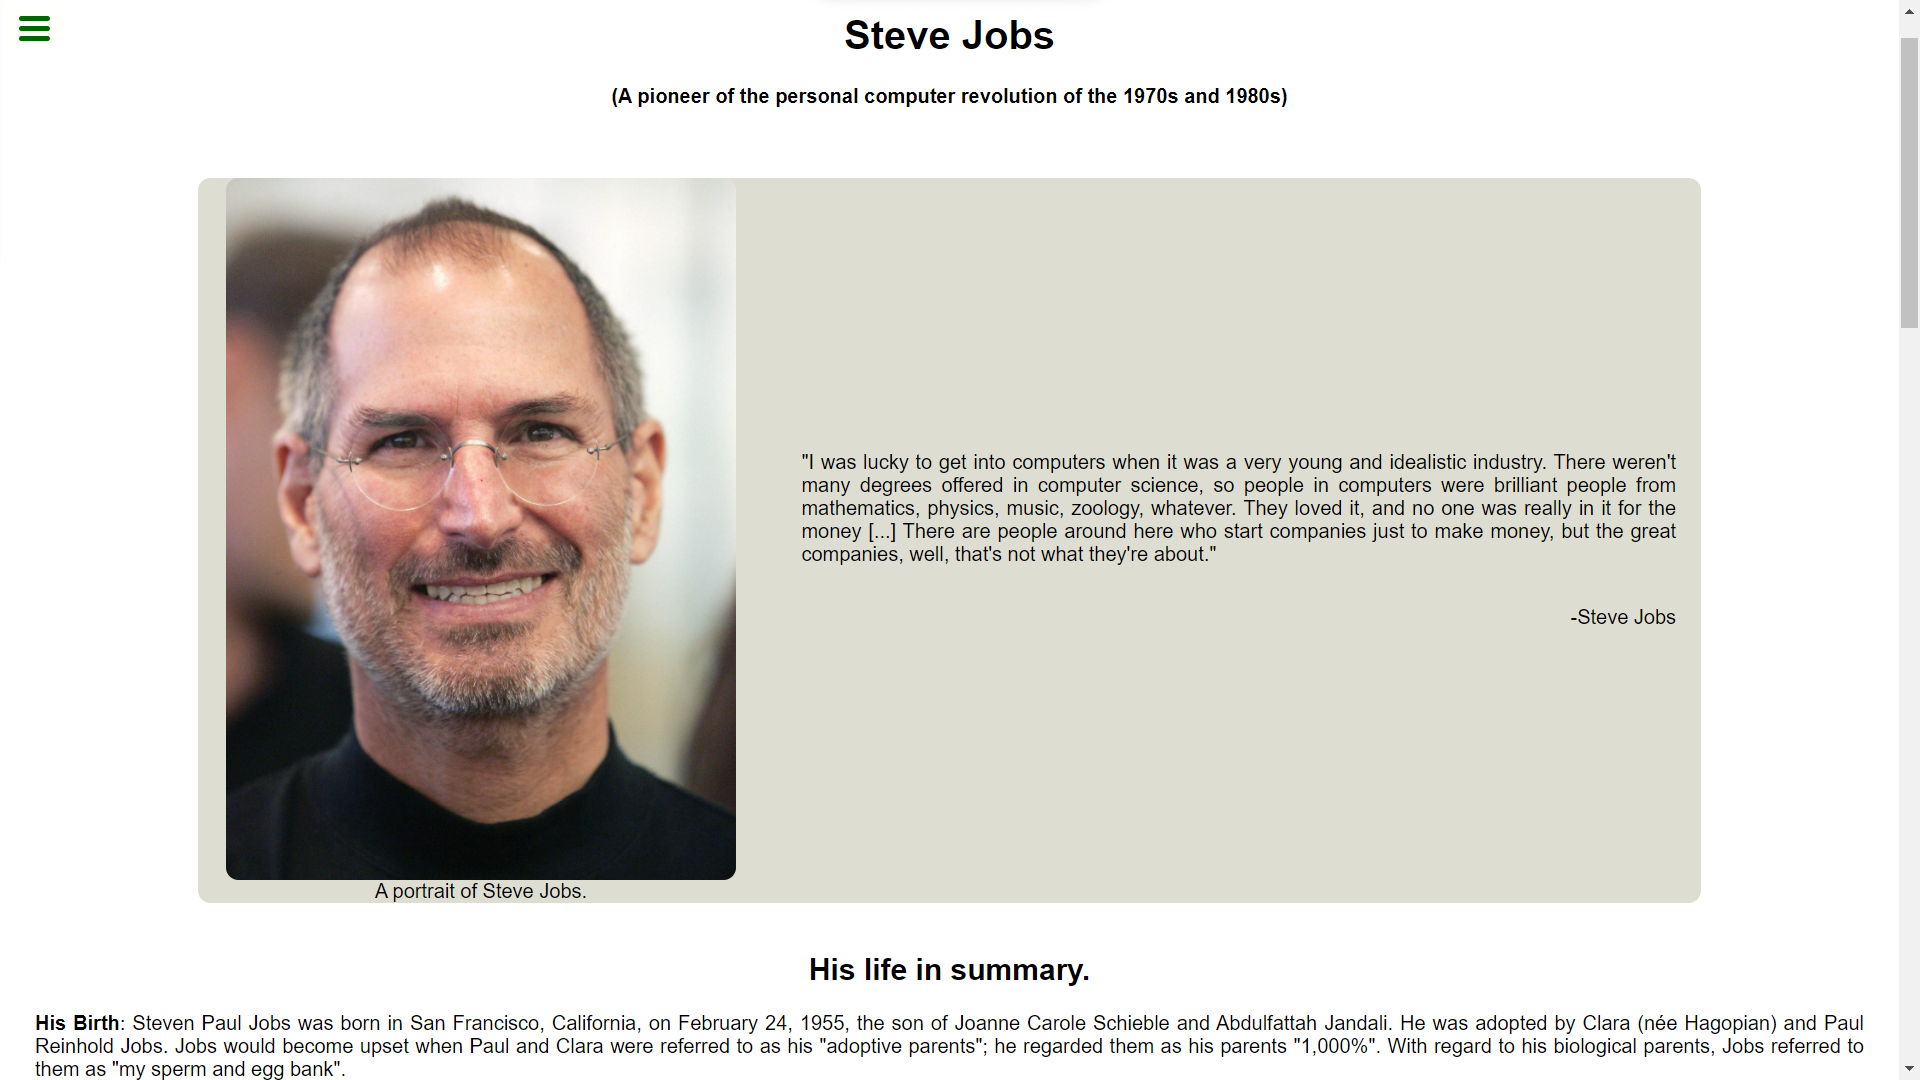 Steve Jobs
(A pioneer of the personal computer revolution of the 1970s and 1980s)
"I was lucky to get into computers when it was a very young and idealistic industry. There weren't
many degrees offered in computer science, so people in computers were brilliant people from
mathematics, physics, music, zoology, whatever. They loved it, and no one was really in it for the
money [...] There are people around here who start companies just to make money, but the great
companies, well, that's not what they're about."
-Steve Jobs
A portrait of Steve Jobs.
His life in summary.
His Birth: Steven Paul Jobs was born in San Francisco, California, on February 24, 1955, the son of Joanne Carole Schieble and Abdulfattah Jandali. He was adopted by Clara (née Hagopian) and Paul
Reinhold Jobs. Jobs would become upset when Paul and Clara were referred to as his "adoptive parents"; he regarded them as his parents "1,000%". With regard to his biological parents, Jobs referred to
them as "my sperm and egg bank".